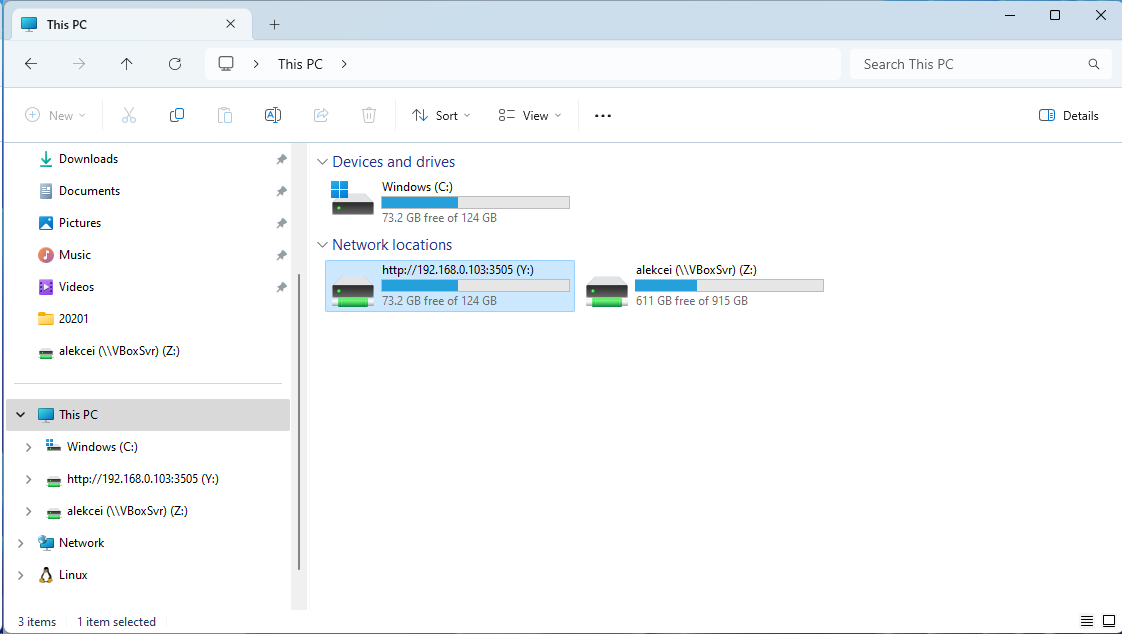 This PC
This PC
Search This PC
New
Sort
View
Details
Downloads
Documents
Pictures
Music
Videos
20201
alekcei (\\VBoxSvr) (Z:)
This PC
Windows (C:)
http://192.168.0.103:3505 (Y:)
alekcei (\\VBoxSvr) (Z:)
Network
Linux
Devices and drives
Windows (C:)
73.2 GB free of 124 GB
Network locations
http://192.168.0.103:3505 (Y:)
73.2 GB free of 124 GB
alekcei (\\VBoxSvr) (Z:)
611 GB free of 915 GB
3 items
1 item selected